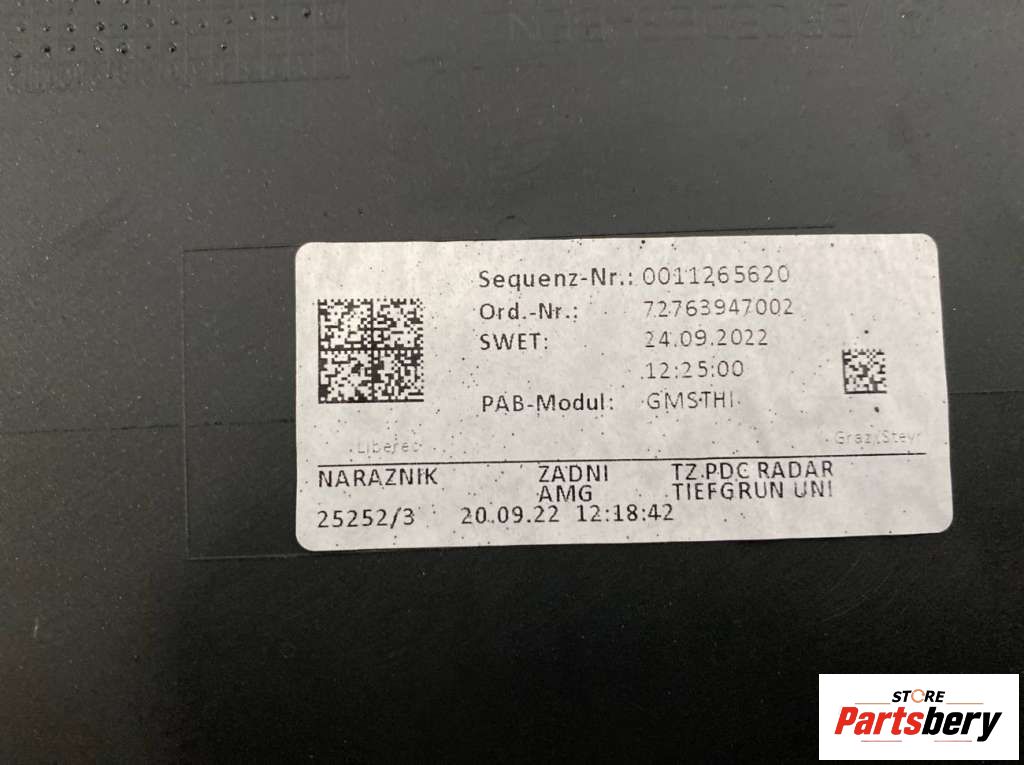 Sequenz-Nr.: 0011265620
Ord.-Nr.: 72763947002
SWET: 24.09.2022
12:25:00
PAB-Modul: GMSTHI
Liberec
Graz,Steyr
NARAZNIK ZADNI TZ.PDC RADAR
AMG TIEFGRUN UNI
25252/3 20.09.22 12:18:42
STORE
Partsbery